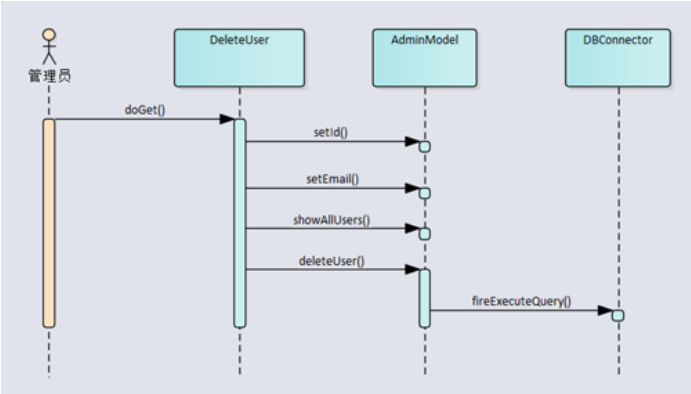 DeleteUser
AdminModel
DBConnector
管理员
doGet()
setId()
setEmail()
showAllUsers()
deleteUser()
fireExecuteQuery()